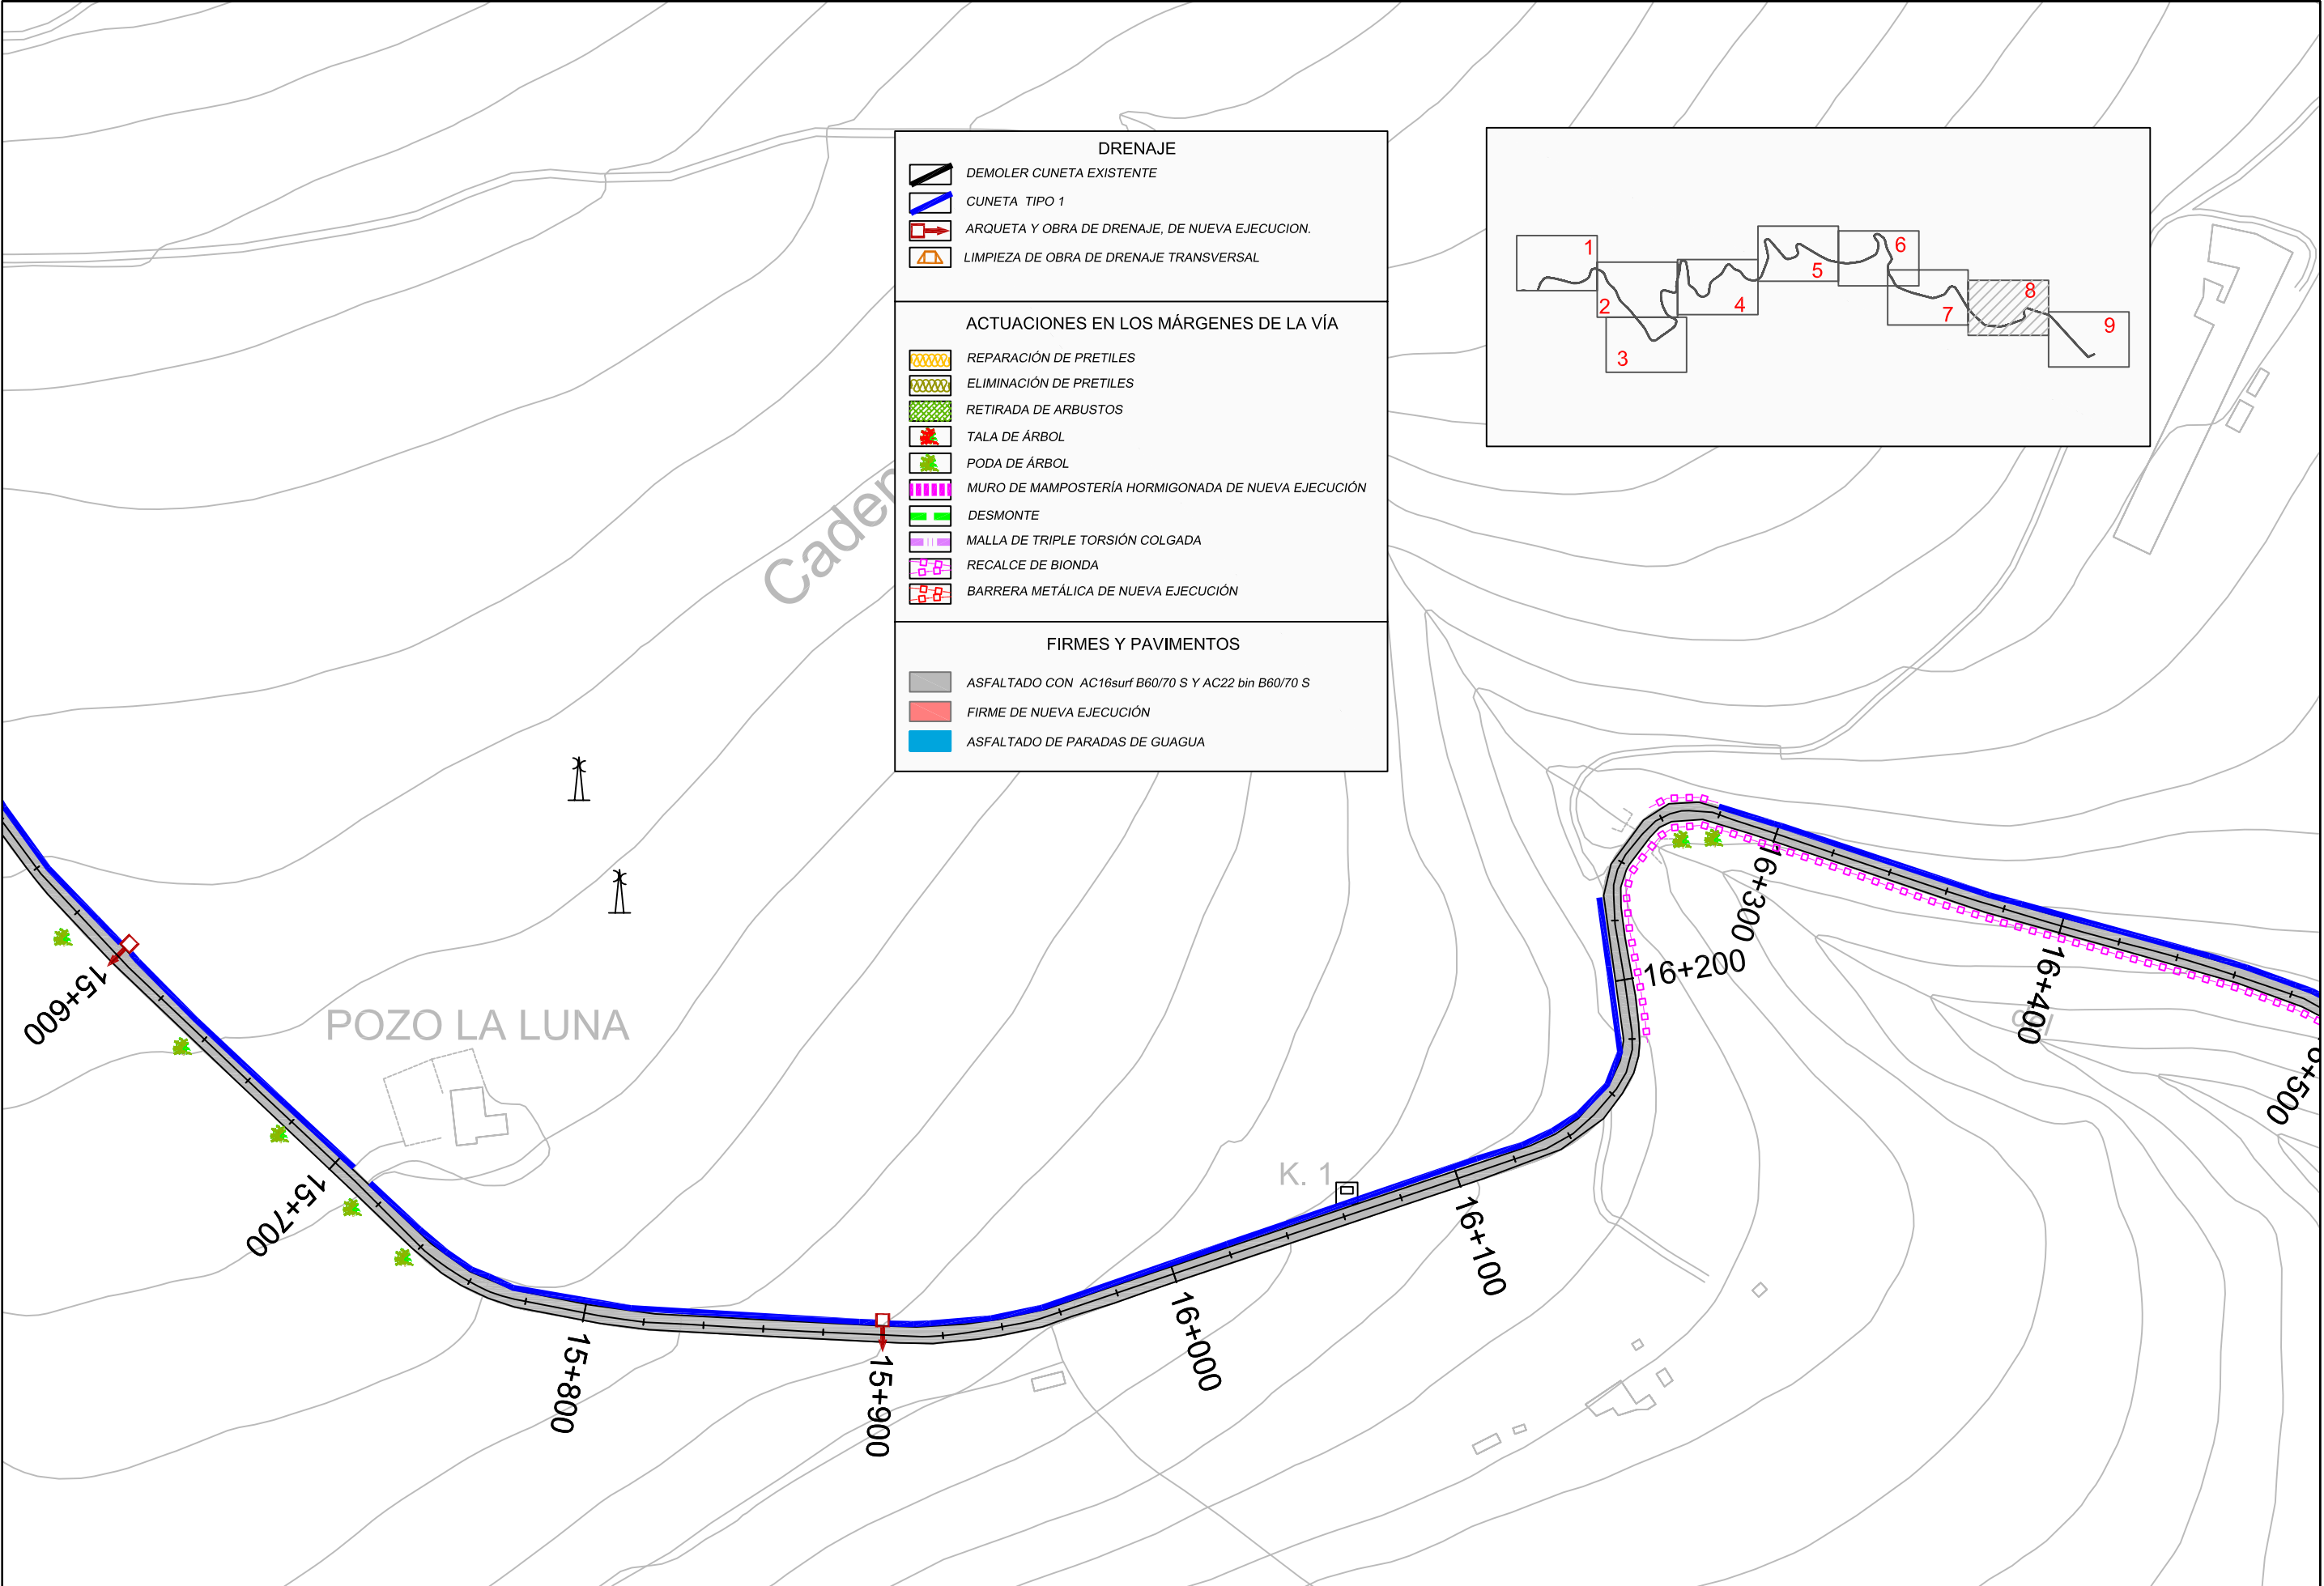 DRENAJE
DEMOLER CUNETA EXISTENTE
CUNETA TIPO 1
ARQUETA Y OBRA DE DRENAJE, DE NUEVA EJECUCION.
LIMPIEZA DE OBRA DE DRENAJE TRANSVERSAL
ACTUACIONES EN LOS MÁRGENES DE LA VÍA
REPARACIÓN DE PRETILES
ELIMINACIÓN DE PRETILES
RETIRADA DE ARBUSTOS
TALA DE ÁRBOL
PODA DE ÁRBOL
MURO DE MAMPOSTERÍA HORMIGONADA DE NUEVA EJECUCIÓN
DESMONTE
MALLA DE TRIPLE TORSIÓN COLGADA
RECALCE DE BIONDA
BARRERA METÁLICA DE NUEVA EJECUCIÓN
FIRMES Y PAVIMENTOS
ASFALTADO CON AC16surf B60/70 S Y AC22 bin B60/70 S
FIRME DE NUEVA EJECUCIÓN
ASFALTADO DE PARADAS DE GUAGUA
1
2
3
4
5
6
7
8
9
POZO LA LUNA
K. 1
15+600
15+700
15+800
15+900
16+000
16+100
16+200
16+300
16+400
6+500